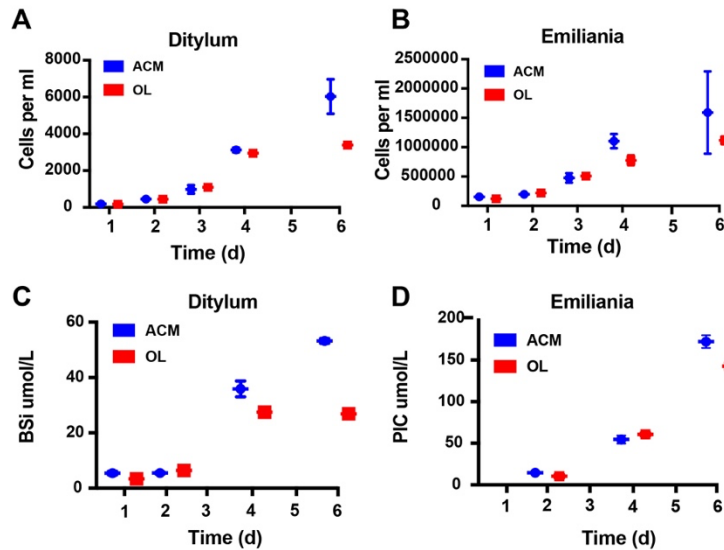 A
Ditylum
ACM
OL
Cells per ml
8000
6000
4000
2000
0
1 2 3 4 5 6
Time (d)
B
Emiliania
ACM
OL
Cells per ml
2500000
2000000
1500000
1000000
500000
0
1 2 3 4 5 6
Time (d)
C
Ditylum
ACM
OL
BSi umol/L
60
40
20
0
1 2 3 4 5 6
Time (d)
D
Emiliania
ACM
OL
PIC umol/L
200
150
100
50
0
1 2 3 4 5 6
Time (d)